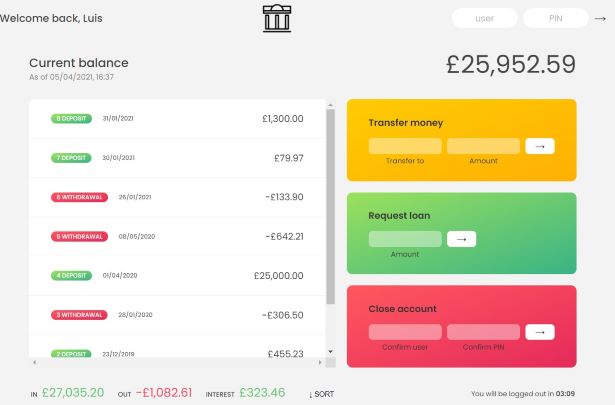 Welcome back, Luis
user
PIN
→
Current balance
As of 05/04/2021, 16:37
£25,952.59
8 DEPOSIT 31/01/2021 £1,300.00
7 DEPOSIT 30/01/2021 £79.97
6 WITHDRAWAL 26/01/2021 -£133.90
5 WITHDRAWAL 08/05/2020 -£642.21
4 DEPOSIT 01/04/2020 £25,000.00
3 WITHDRAWAL 28/01/2020 -£306.50
2 DEPOSIT 23/12/2019 £455.23
Transfer money
→
Transfer to Amount
Request loan
→
Amount
Close account
→
Confirm user Confirm PIN
IN £27,035.20 OUT -£1,082.61 INTEREST £323.46 ↓ SORT
You will be logged out in 03:09